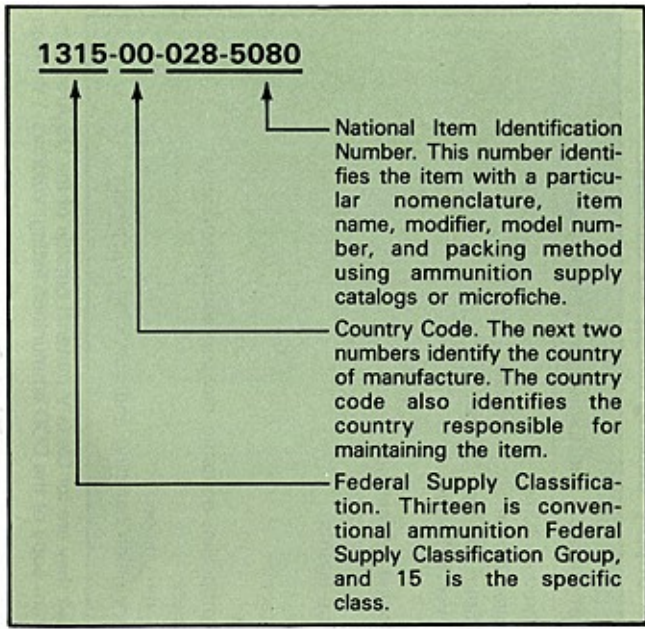 1315-00-028-5080
National Item Identification
Number. This number identi-
fies the item with a particu-
lar nomenclature, item
name, modifier, model num-
ber, and packing method
using ammunition supply
catalogs or microfiche.
Country Code. The next two
numbers identify the country
of manufacture. The country
code also identifies the
country responsible for
maintaining the item.
Federal Supply Classifica-
tion. Thirteen is conven-
tional ammunition Federal
Supply Classification Group,
and 15 is the specific
class.